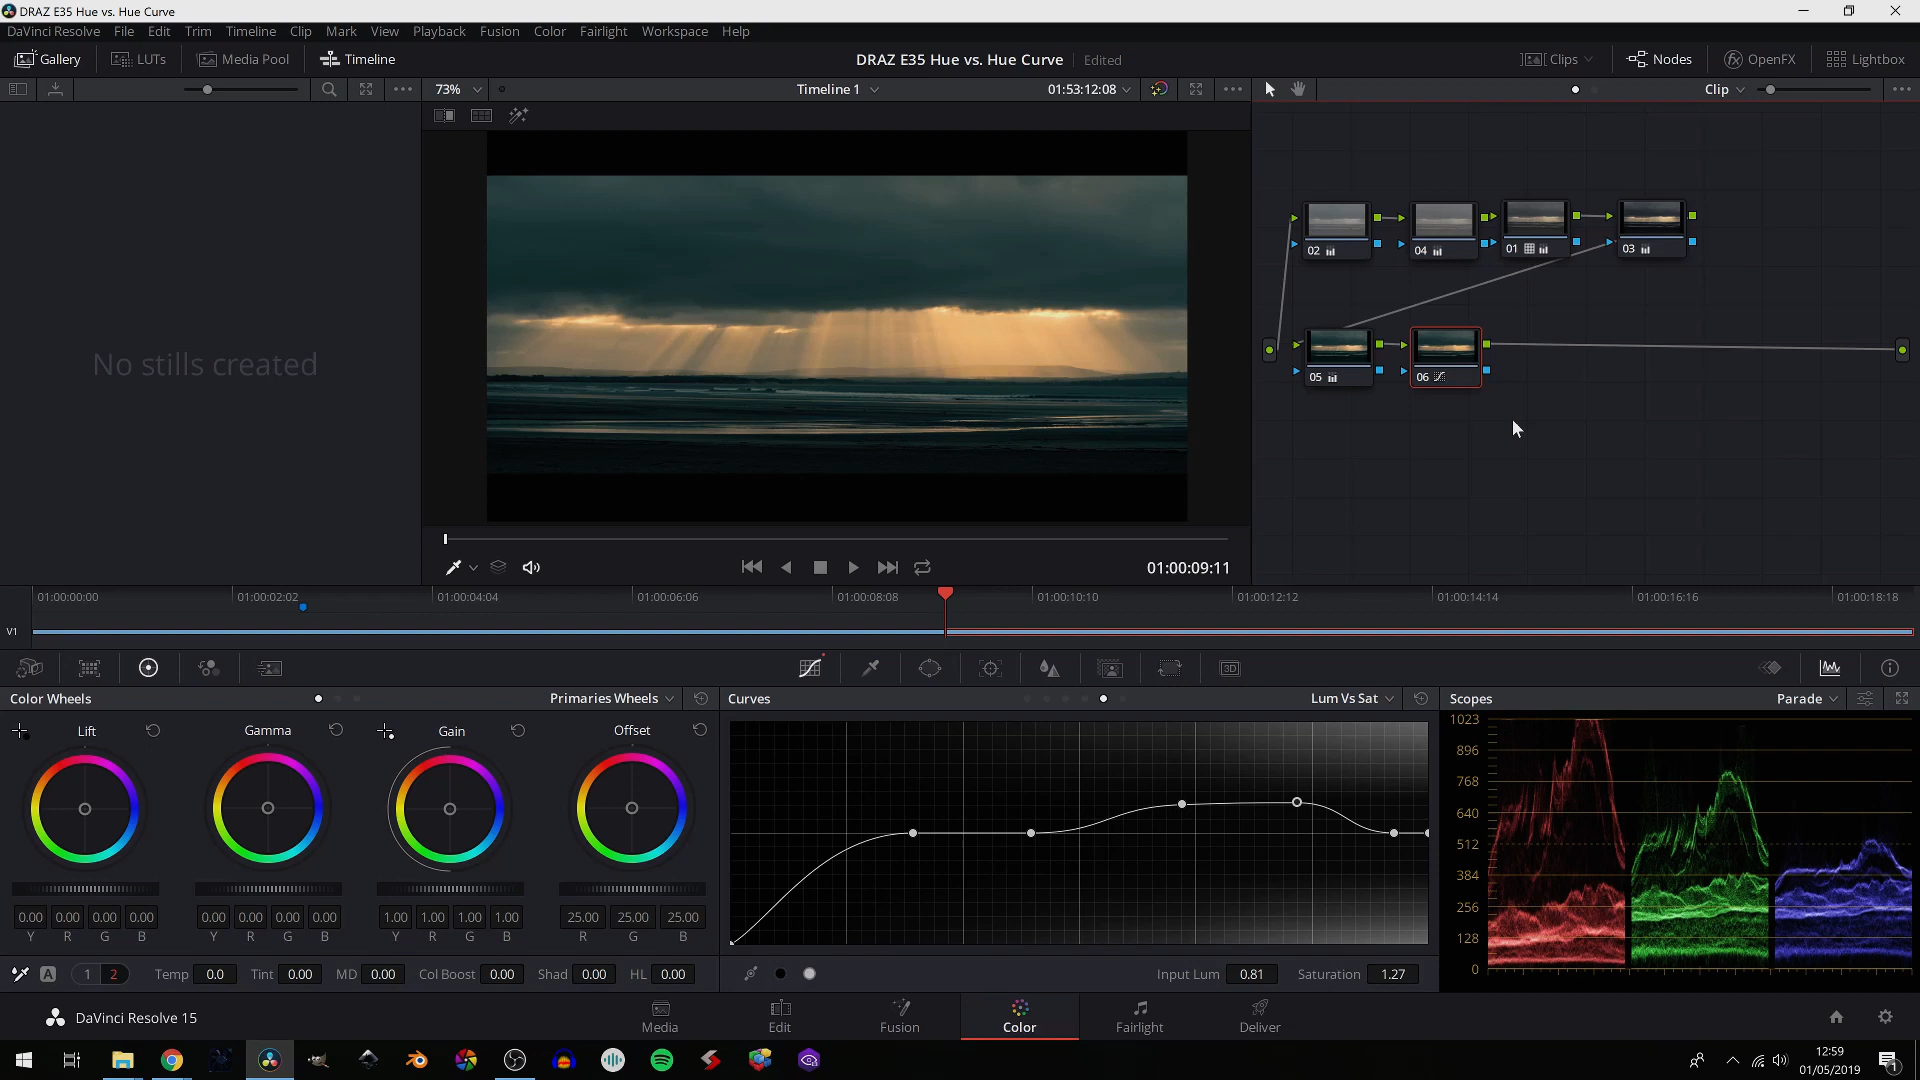 DRAZ E35 Hue vs. Hue Curve
DaVinci Resolve File Edit Trim Timeline Clip Mark View Playback Fusion Color Fairlight Workspace Help
Gallery LUTs Media Pool Timeline DRAZ E35 Hue vs. Hue Curve Edited Clips Nodes OpenFX Lightbox
73% Timeline 1 01:53:12:08 Clip
02 04 01 03
No stills created
05 06
01:00:09:11
01:00:00:00 01:00:02:02 01:00:04:04 01:00:06:06 01:00:08:08 01:00:10:10 01:00:12:12 01:00:14:14 01:00:16:16 01:00:18:18
V1
3D
Color Wheels Primaries Wheels Curves Lum Vs Sat Scopes Parade
Lift Gamma Gain Offset
1023
896
768
640
512
384
256
128
0
0.00 0.00 0.00 0.00 0.00 0.00 0.00 0.00 1.00 1.00 1.00 1.00 25.00 25.00 25.00
Y R G B Y R G B Y R G B R G B
A 1 2 Temp 0.0 Tint 0.00 MD 0.00 Col Boost 0.00 Shad 0.00 HL 0.00 Input Lum 0.81 Saturation 1.27
DaVinci Resolve 15 Media Edit Fusion Color Fairlight Deliver
12:59
01/05/2019
1